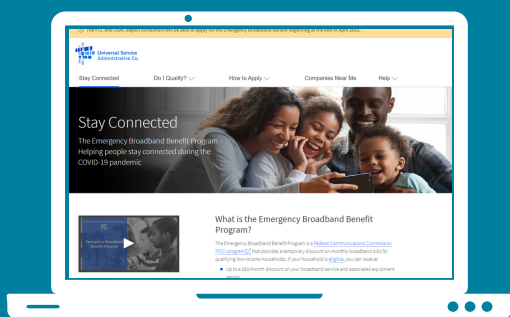 The FCC and USAC expect consumers will be able to apply for the Emergency Broadband Benefit beginning at the end of April 2021.
Universal Service
Administrative Co.
Stay Connected Do I Qualify? How to Apply Companies Near Me Help
Stay Connected
The Emergency Broadband Benefit Program -
Helping people stay connected during the
COVID-19 pandemic
Emergency Broadband
Benefit Program
What is the Emergency Broadband Benefit
Program?
The Emergency Broadband Benefit Program is a Federal Communications Commission
(FCC) program that provides a temporary discount on monthly broadband bills for
qualifying low-income households. If your household is eligible, you can receive:
Up to a $50/month discount on your broadband service and associated equipment
rentals